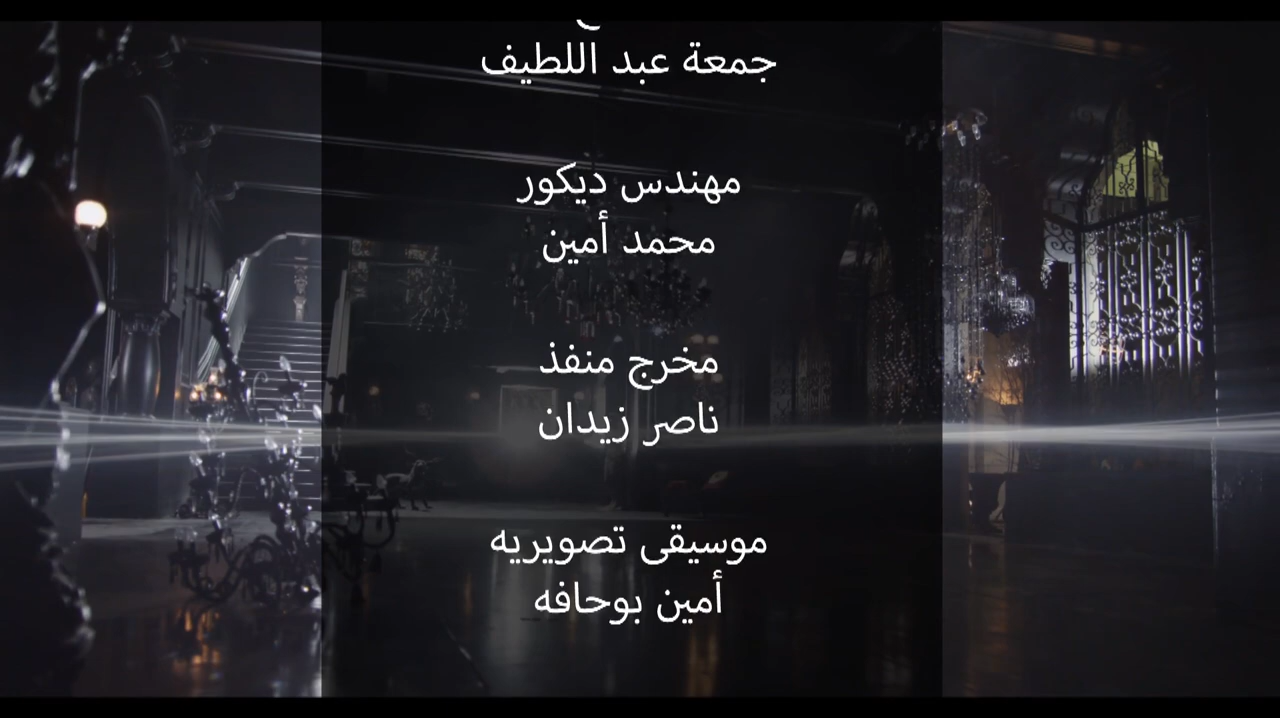 جمعة عبد اللطيف
مهندس ديكور
محمد أمين
مخرج منفذ
ناصر زيدان
موسيقى تصويريه
أمين بوحافه